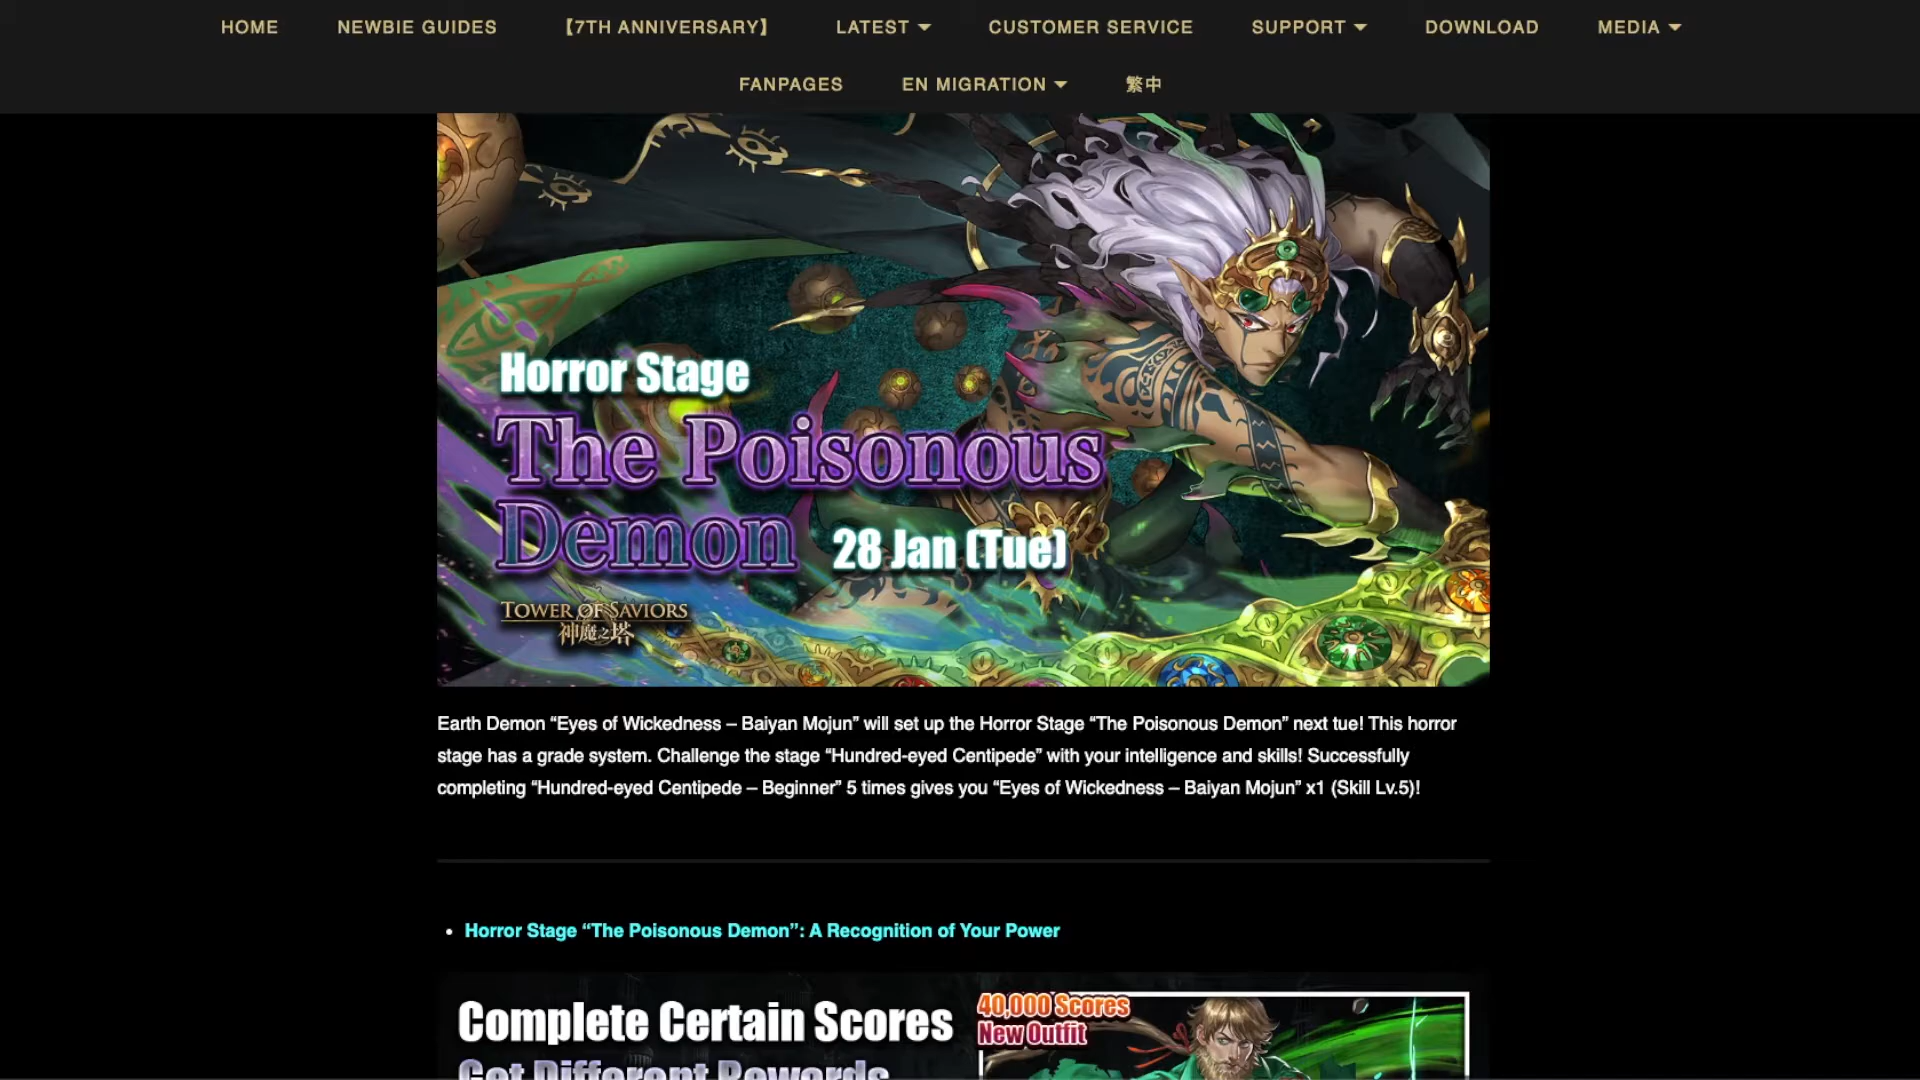 HOME NEWBIE GUIDES 【7TH ANNIVERSARY】 LATEST CUSTOMER SERVICE SUPPORT DOWNLOAD MEDIA
FANPAGES EN MIGRATION 繁中
Horror Stage
The Poisonous
Demon 28 Jan (Tue)
TOWER OF SAVIORS
神魔之塔
Earth Demon “Eyes of Wickedness – Baiyan Mojun” will set up the Horror Stage “The Poisonous Demon” next tue! This horror
stage has a grade system. Challenge the stage “Hundred-eyed Centipede” with your intelligence and skills! Successfully
completing “Hundred-eyed Centipede – Beginner” 5 times gives you “Eyes of Wickedness – Baiyan Mojun” x1 (Skill Lv.5)!
• Horror Stage “The Poisonous Demon”: A Recognition of Your Power
Complete Certain Scores
Get Different Rewards
40,000 Scores
New Outfit